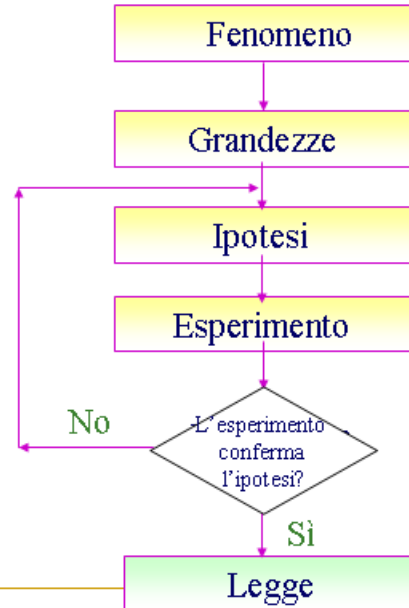 Fenomeno
Grandezze
Ipotesi
Esperimento
No
L'esperimento
conferma
l'ipotesi?
Sì
Legge